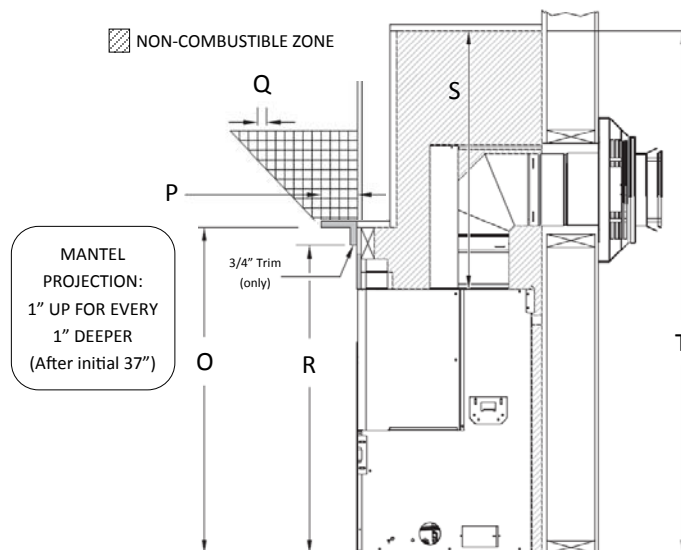 NON-COMBUSTIBLE ZONE
Q
S
P
MANTEL
PROJECTION:
1” UP FOR EVERY
1” DEEPER
(After initial 37”)
3/4” Trim
(only)
O
R
T